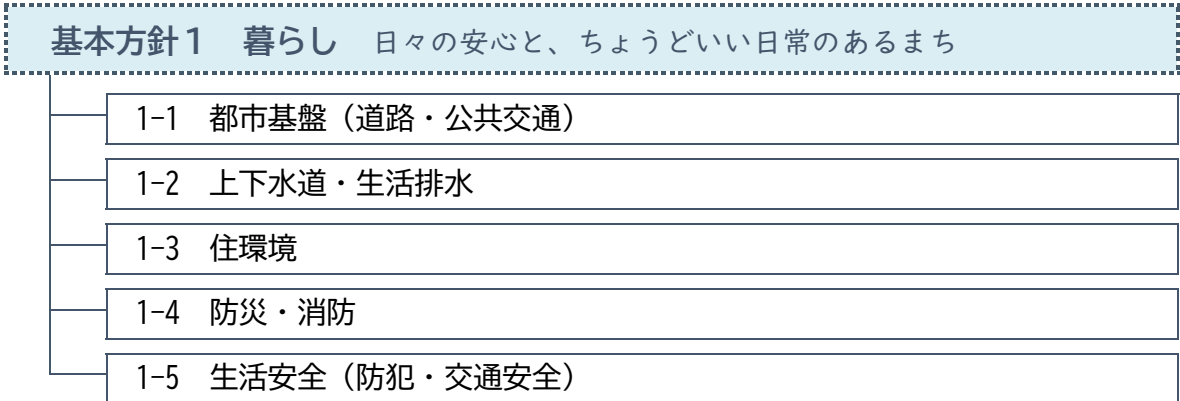 基本方針１　暮らし　日々の安心と、ちょうどいい日常のあるまち
1-1　都市基盤（道路・公共交通）
1-2　上下水道・生活排水
1-3　住環境
1-4　防災・消防
1-5　生活安全（防犯・交通安全）